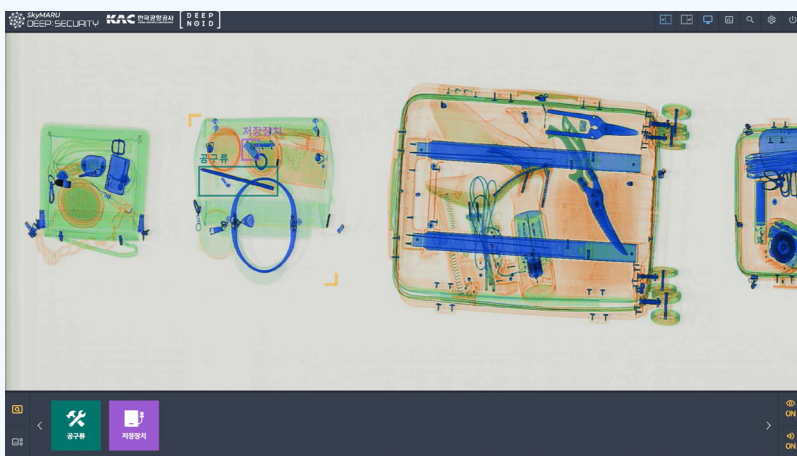 SkyMARU
DEEP:SECURITY
KAC 한국공항공사
DEEP
NOID
저장장치
공구류
공구류
저장장치
ON
ON